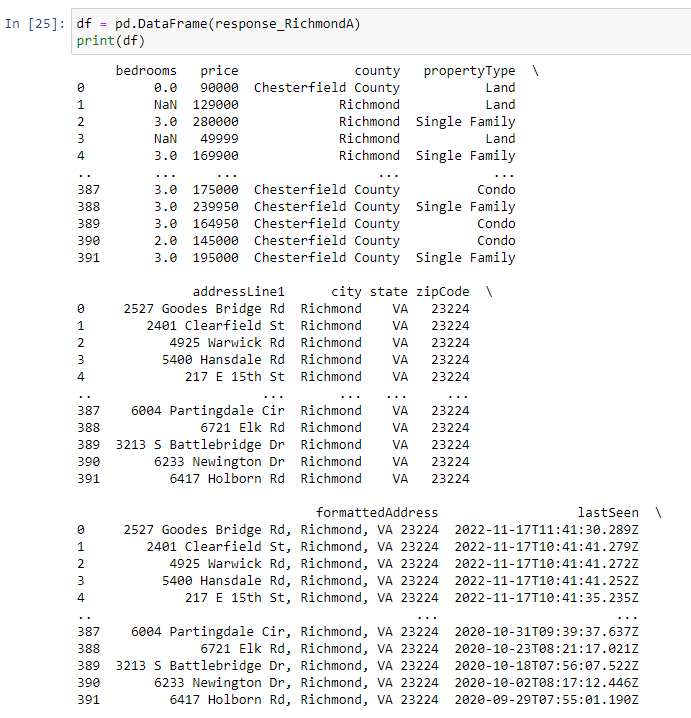 In [25]: df = pd.DataFrame(response_RichmondA)
print(df)
bedrooms price county propertyType \
0 0.0 90000 Chesterfield County Land
1 NaN 129000 Richmond Land
2 3.0 280000 Richmond Single Family
3 NaN 49999 Richmond Land
4 3.0 169900 Richmond Single Family
.. ... ... ... ...
387 3.0 175000 Chesterfield County Condo
388 3.0 239950 Chesterfield County Single Family
389 3.0 164950 Chesterfield County Condo
390 2.0 145000 Chesterfield County Condo
391 3.0 195000 Chesterfield County Single Family
addressLine1 city state zipCode \
0 2527 Goodes Bridge Rd Richmond VA 23224
1 2401 Clearfield St Richmond VA 23224
2 4925 Warwick Rd Richmond VA 23224
3 5400 Hansdale Rd Richmond VA 23224
4 217 E 15th St Richmond VA 23224
.. ... ... ... ...
387 6004 Partingdale Cir Richmond VA 23224
388 6721 Elk Rd Richmond VA 23224
389 3213 S Battlebridge Dr Richmond VA 23224
390 6233 Newington Dr Richmond VA 23224
391 6417 Holborn Rd Richmond VA 23224
formattedAddress lastSeen \
0 2527 Goodes Bridge Rd, Richmond, VA 23224 2022-11-17T11:41:30.289Z
1 2401 Clearfield St, Richmond, VA 23224 2022-11-17T10:41:41.279Z
2 4925 Warwick Rd, Richmond, VA 23224 2022-11-17T10:41:41.272Z
3 5400 Hansdale Rd, Richmond, VA 23224 2022-11-17T10:41:41.252Z
4 217 E 15th St, Richmond, VA 23224 2022-11-17T10:41:35.235Z
.. ... ...
387 6004 Partingdale Cir, Richmond, VA 23224 2020-10-31T09:39:37.637Z
388 6721 Elk Rd, Richmond, VA 23224 2020-10-23T08:21:17.021Z
389 3213 S Battlebridge Dr, Richmond, VA 23224 2020-10-18T07:56:07.522Z
390 6233 Newington Dr, Richmond, VA 23224 2020-10-02T08:17:12.446Z
391 6417 Holborn Rd, Richmond, VA 23224 2020-09-29T07:55:01.190Z